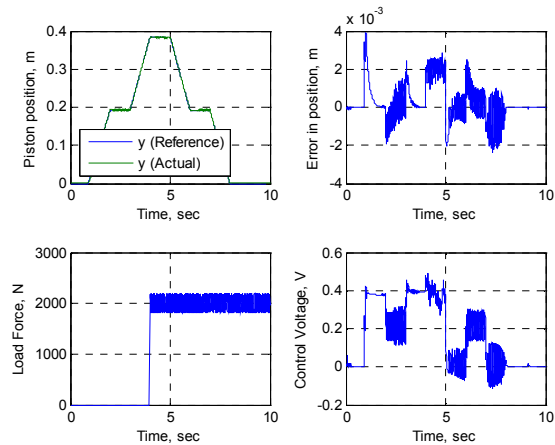 0.4
0.3
0.2
0.1
0
0
5
10
Piston position, m
Time, sec
y (Reference)
y (Actual)
x 10⁻³
4
2
0
-2
-4
0
5
10
Error in position, m
Time, sec
3000
2000
1000
0
0
5
10
Load Force, N
Time, sec
0.6
0.4
0.2
0
-0.2
0
5
10
Control Voltage, V
Time, sec